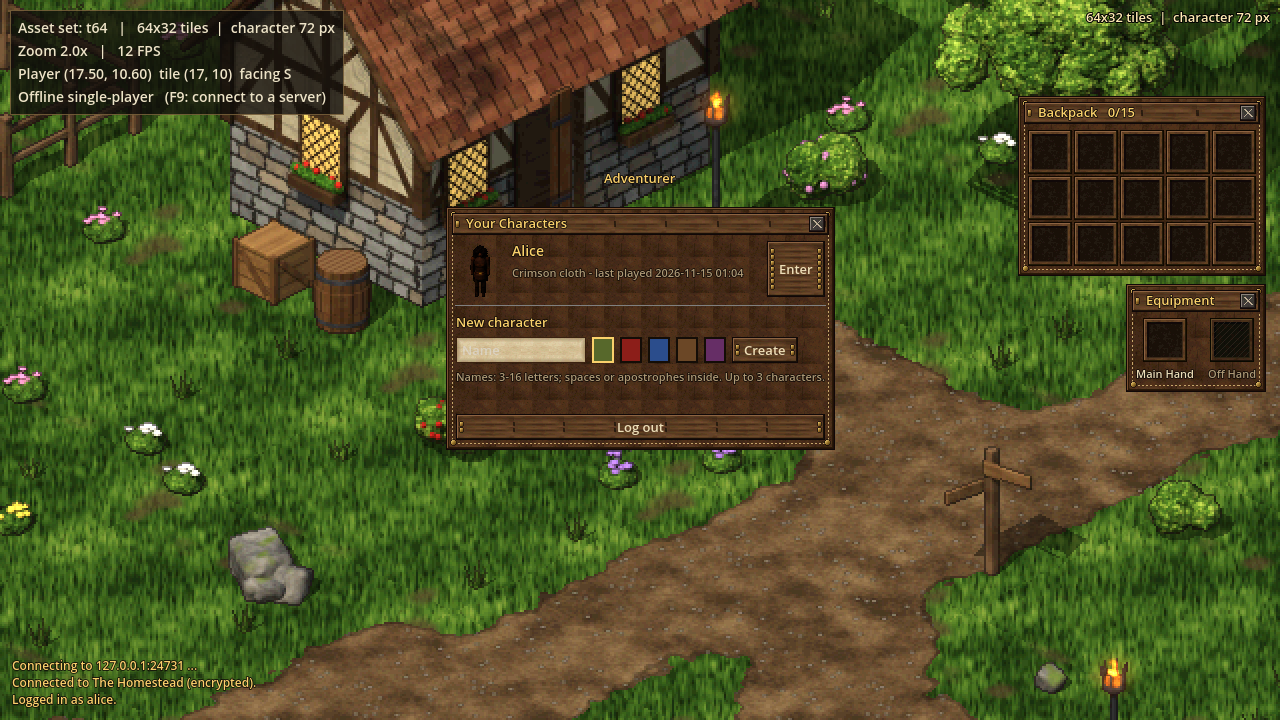 Asset set: t64 | 64x32 tiles | character 72 px
Zoom 2.0x | 12 FPS
Player (17.50, 10.60) tile (17, 10) facing S
Offline single-player (F9: connect to a server)
64x32 tiles | character 72 px
Backpack 0/15
Adventurer
Your Characters
Alice
Crimson cloth - last played 2026-11-15 01:04
Enter
New character
Name
Create
Names: 3-16 letters; spaces or apostrophes inside. Up to 3 characters.
Log out
Equipment
Main Hand
Off Hand
Connecting to 127.0.0.1:24731 ...
Connected to The Homestead (encrypted).
Logged in as alice.